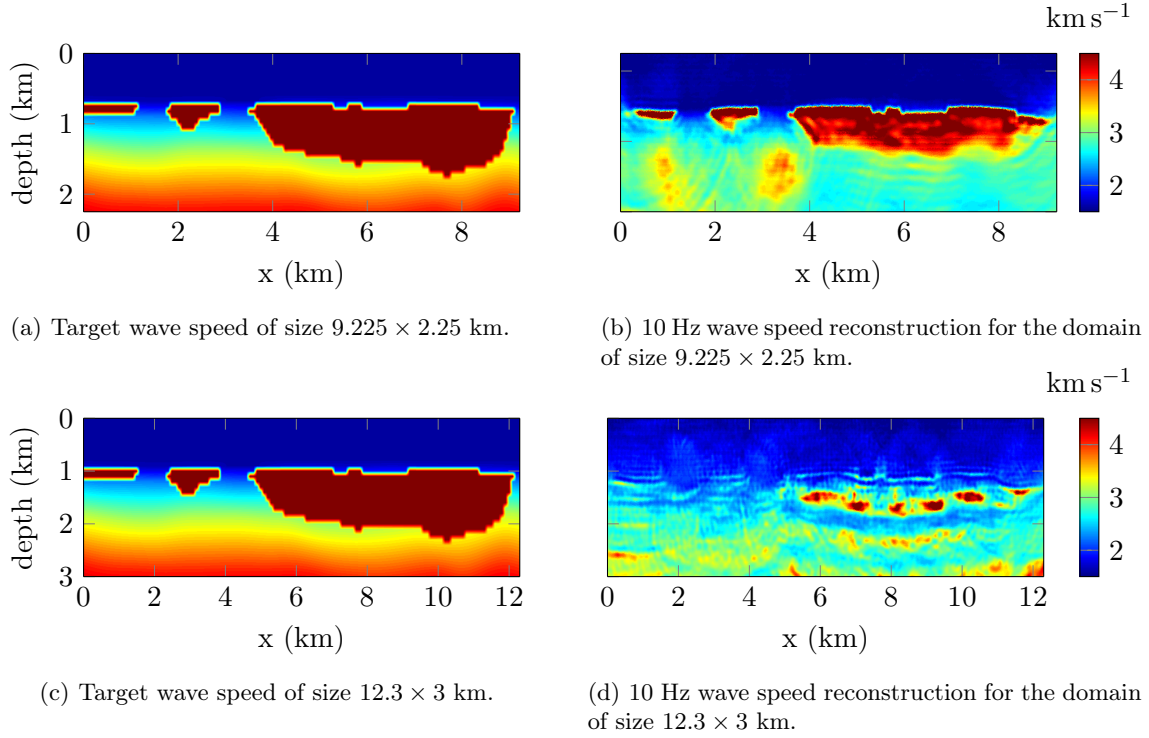 km s⁻¹
0
1
2
depth (km)
0 2 4 6 8
x (km)
0 2 4 6 8
x (km)
4
3
2
(a) Target wave speed of size 9.225 × 2.25 km.
(b) 10 Hz wave speed reconstruction for the domain
of size 9.225 × 2.25 km.
km s⁻¹
0
1
2
3
depth (km)
0 2 4 6 8 10 12
x (km)
0 2 4 6 8 10 12
x (km)
4
3
2
(c) Target wave speed of size 12.3 × 3 km.
(d) 10 Hz wave speed reconstruction for the domain
of size 12.3 × 3 km.